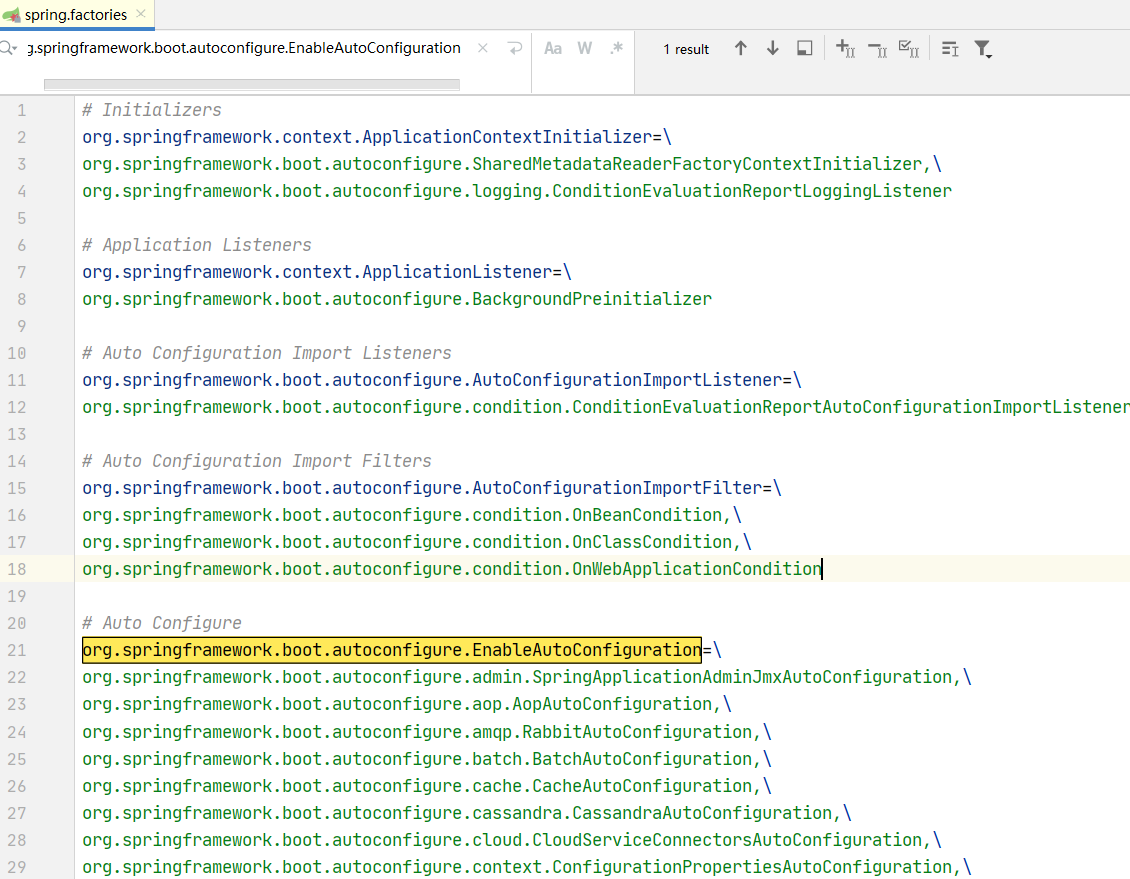 spring.factories
g.springframework.boot.autoconfigure.EnableAutoConfiguration
Aa W .* 1 result
1 # Initializers
2 org.springframework.context.ApplicationContextInitializer=\
3 org.springframework.boot.autoconfigure.SharedMetadataReaderFactoryContextInitializer,\
4 org.springframework.boot.autoconfigure.logging.ConditionEvaluationReportLoggingListener
5
6 # Application Listeners
7 org.springframework.context.ApplicationListener=\
8 org.springframework.boot.autoconfigure.BackgroundPreinitializer
9
10 # Auto Configuration Import Listeners
11 org.springframework.boot.autoconfigure.AutoConfigurationImportListener=\
12 org.springframework.boot.autoconfigure.condition.ConditionEvaluationReportAutoConfigurationImportListener
13
14 # Auto Configuration Import Filters
15 org.springframework.boot.autoconfigure.AutoConfigurationImportFilter=\
16 org.springframework.boot.autoconfigure.condition.OnBeanCondition,\
17 org.springframework.boot.autoconfigure.condition.OnClassCondition,\
18 org.springframework.boot.autoconfigure.condition.OnWebApplicationCondition
19
20 # Auto Configure
21 org.springframework.boot.autoconfigure.EnableAutoConfiguration=\
22 org.springframework.boot.autoconfigure.admin.SpringApplicationAdminJmxAutoConfiguration,\
23 org.springframework.boot.autoconfigure.aop.AopAutoConfiguration,\
24 org.springframework.boot.autoconfigure.amqp.RabbitAutoConfiguration,\
25 org.springframework.boot.autoconfigure.batch.BatchAutoConfiguration,\
26 org.springframework.boot.autoconfigure.cache.CacheAutoConfiguration,\
27 org.springframework.boot.autoconfigure.cassandra.CassandraAutoConfiguration,\
28 org.springframework.boot.autoconfigure.cloud.CloudServiceConnectorsAutoConfiguration,\
29 org.springframework.boot.autoconfigure.context.ConfigurationPropertiesAutoConfiguration,\